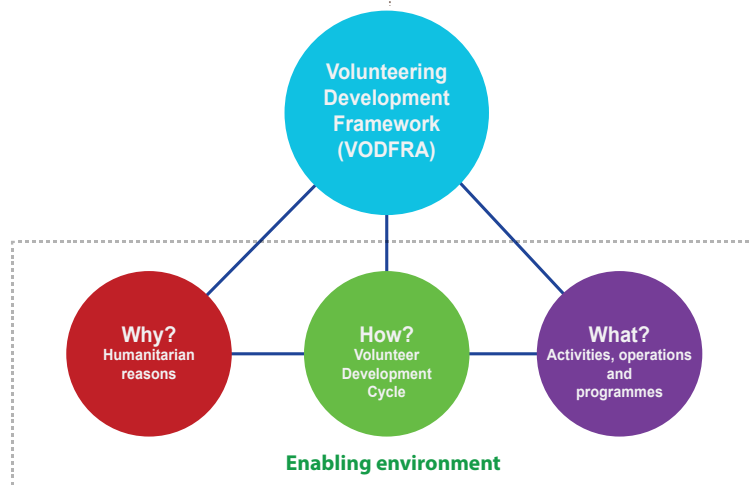 Volunteering
Development
Framework
(VODFRA)
Why?
Humanitarian
reasons
How?
Volunteer
Development
Cycle
What?
Activities, operations
and
programmes
Enabling environment